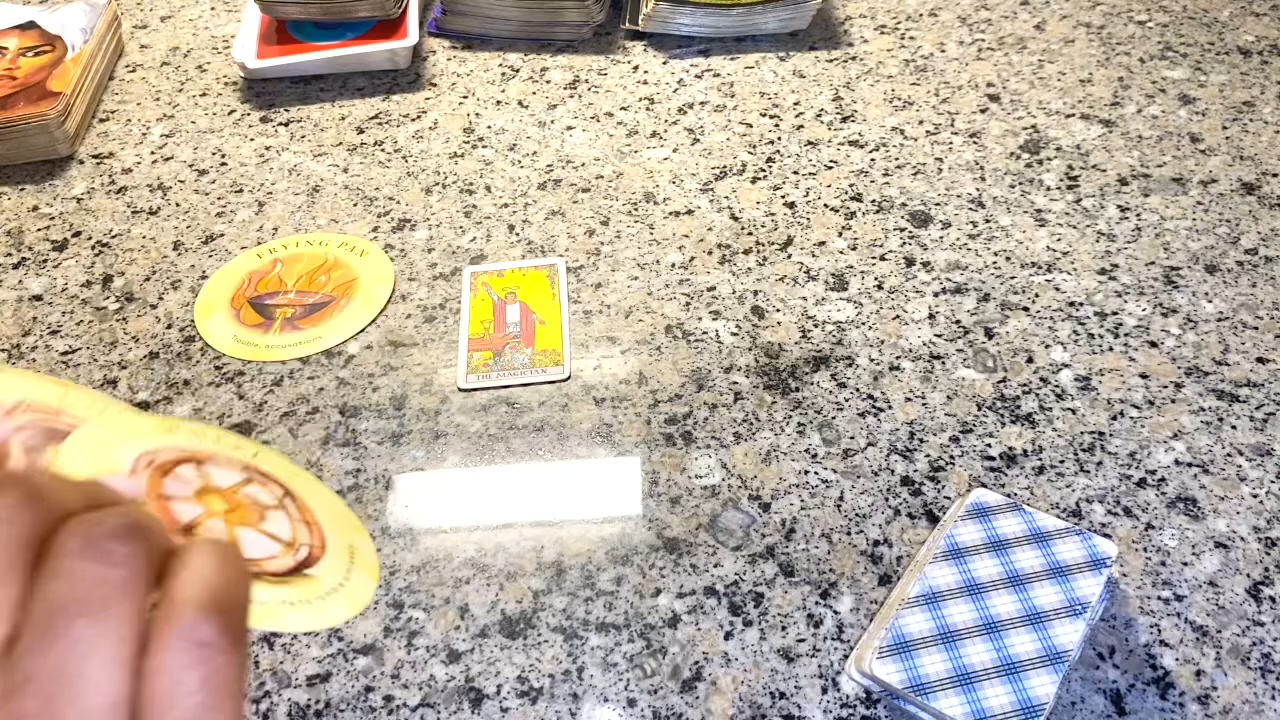 FRYING PAN
Trouble, accusations
THE MAGICIAN.